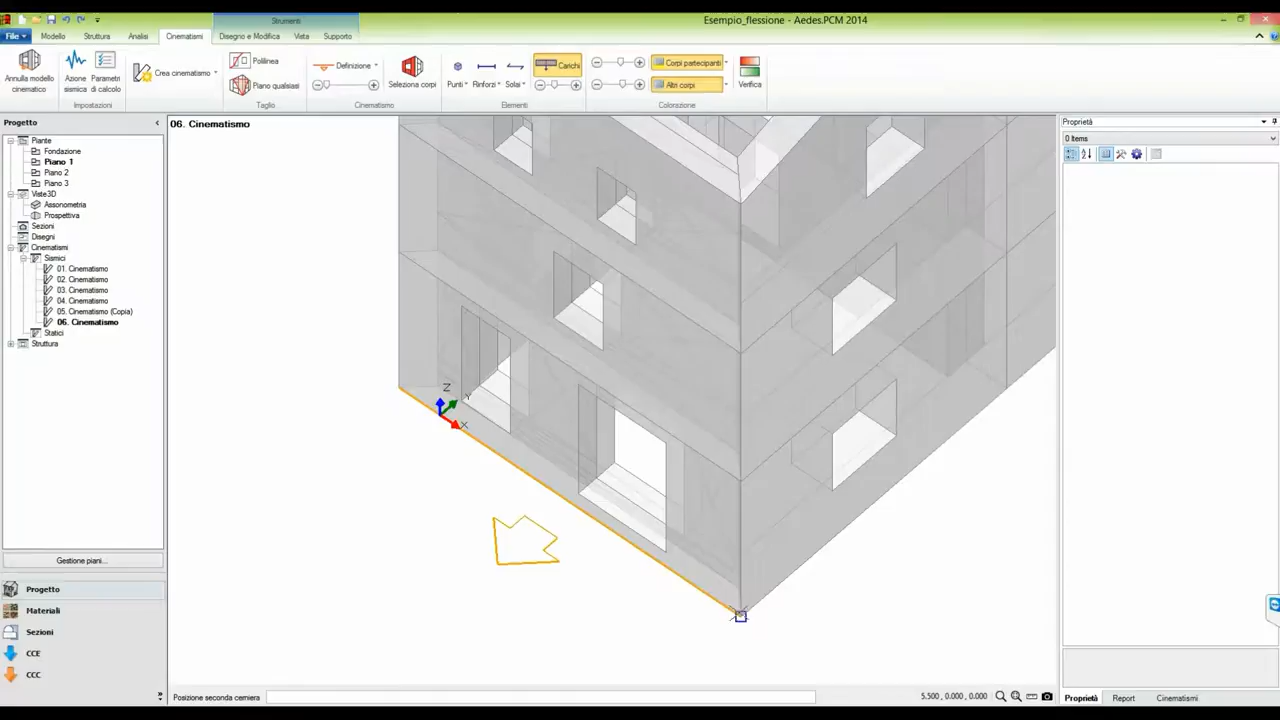 Strumenti
Esempio_flessione - Aedes.PCM 2014
File Modello Struttura Analisi Cinematismi Disegno e Modifica Vista Supporto
Annulla modello cinematico
Azione sismica
Parametri di calcolo
Crea cinematismo
Polilinea
Piano qualsiasi
Definizione
Seleziona corpi
Punti Rinforzi Solai
Carichi
Corpi partecipanti
Altri corpi
Verifica
Impostazioni Taglio Cinematismo Elementi Colorazione
Progetto
Piante
Fondazione
Piano 1
Piano 2
Piano 3
Viste3D
Assonometria
Prospettiva
Sezioni
Disegni
Cinematismi
Sismici
01. Cinematismo
02. Cinematismo
03. Cinematismo
04. Cinematismo
05. Cinematismo (Copia)
06. Cinematismo
Statici
Struttura
Gestione piani...
Progetto
Materiali
Sezioni
CCE
CCC
06. Cinematismo
Z
Y
X
Posizione seconda cerniera
5.500 , 0.000 , 0.000
Proprietà
0 Items
Proprietà Report Cinematismi